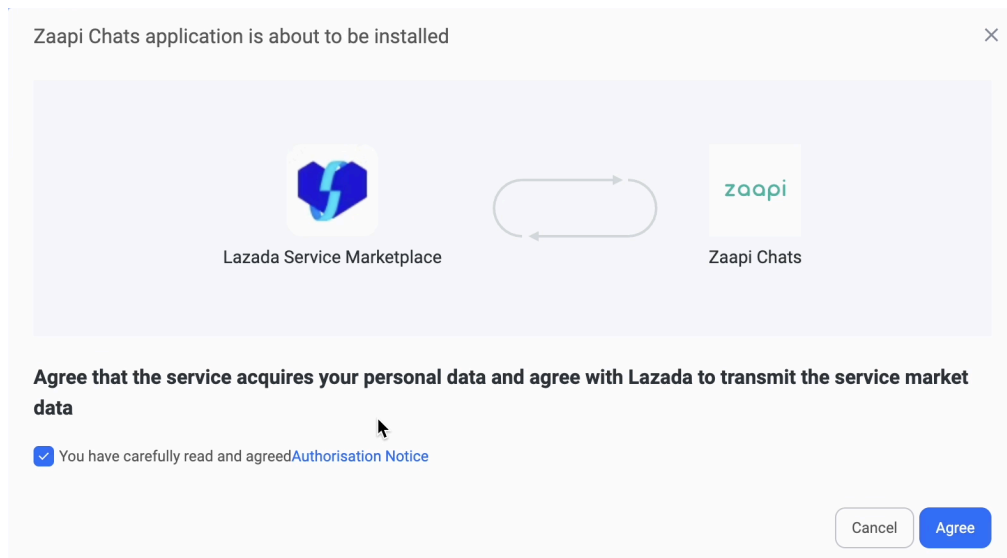 Zaapi Chats application is about to be installed
zaapi
Lazada Service Marketplace
Zaapi Chats
Agree that the service acquires your personal data and agree with Lazada to transmit the service market
data
You have carefully read and agreedAuthorisation Notice
Cancel
Agree